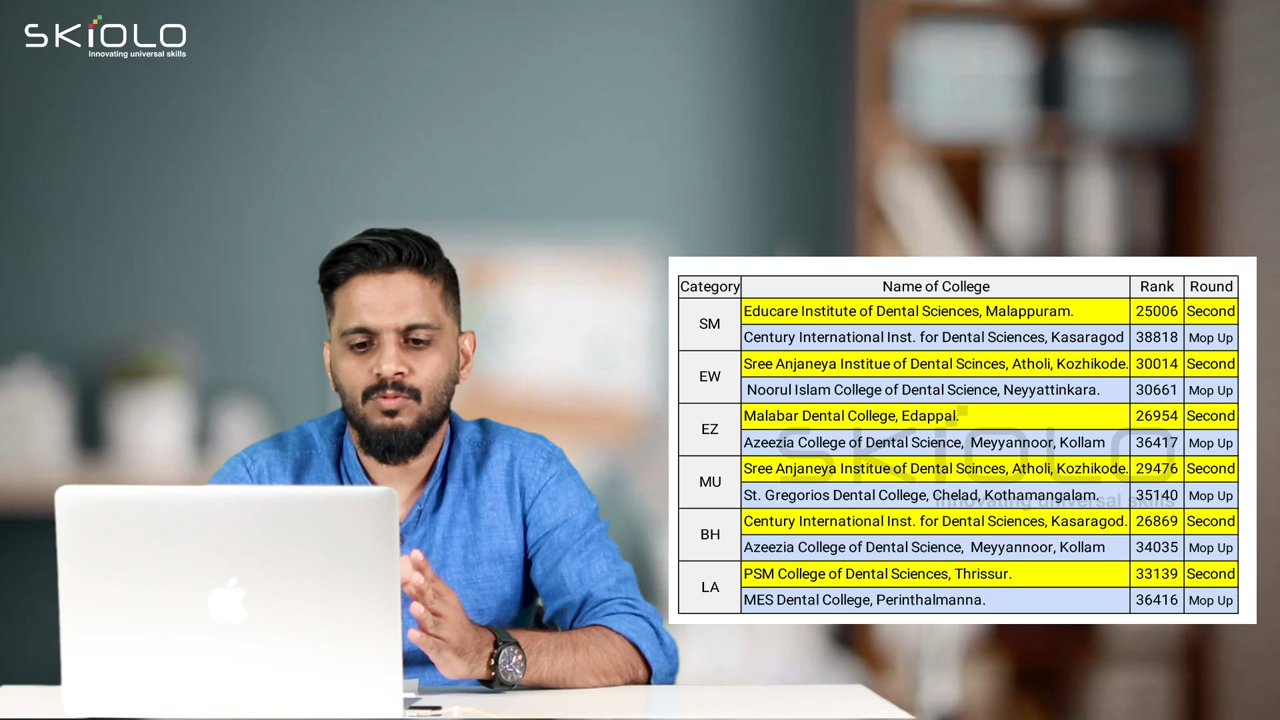 SKiOLO
Innovating universal skills
Category Name of College Rank Round
SM Educare Institute of Dental Sciences, Malappuram. 25006 Second
Century International Inst. for Dental Sciences, Kasaragod 38818 Mop Up
EW Sree Anjaneya Institue of Dental Scinces, Atholi, Kozhikode. 30014 Second
Noorul Islam College of Dental Science, Neyyattinkara. 30661 Mop Up
EZ Malabar Dental College, Edappal. 26954 Second
Azeezia College of Dental Science, Meyyannoor, Kollam 36417 Mop Up
MU Sree Anjaneya Institue of Dental Scinces, Atholi, Kozhikode. 29476 Second
St. Gregorios Dental College, Chelad, Kothamangalam. 35140 Mop Up
BH Century International Inst. for Dental Sciences, Kasaragod. 26869 Second
Azeezia College of Dental Science, Meyyannoor, Kollam 34035 Mop Up
LA PSM College of Dental Sciences, Thrissur. 33139 Second
MES Dental College, Perinthalmanna. 36416 Mop Up
SKiOLO
Innovating universal skills